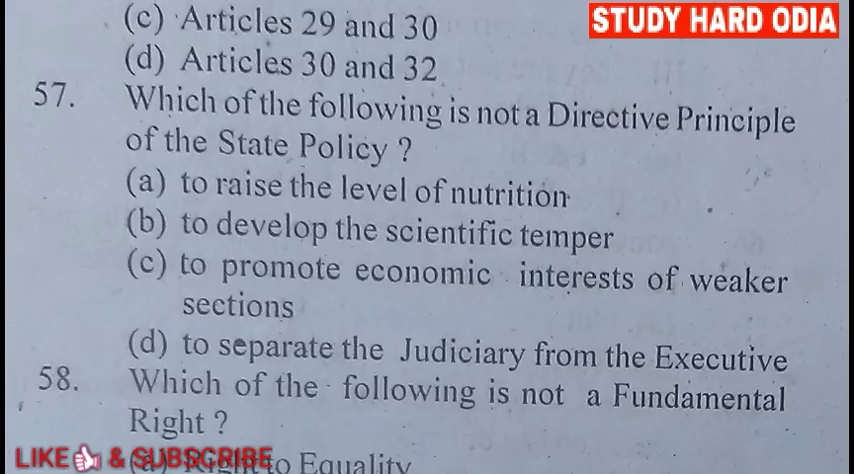 (c) Articles 29 and 30
STUDY HARD ODIA
(d) Articles 30 and 32
57. Which of the following is not a Directive Principle
of the State Policy ?
(a) to raise the level of nutrition
(b) to develop the scientific temper
(c) to promote economic interests of weaker
sections
(d) to separate the Judiciary from the Executive
58. Which of the following is not a Fundamental
Right ?
LIKE & SUBSCRIBE
(a) Right to Equality